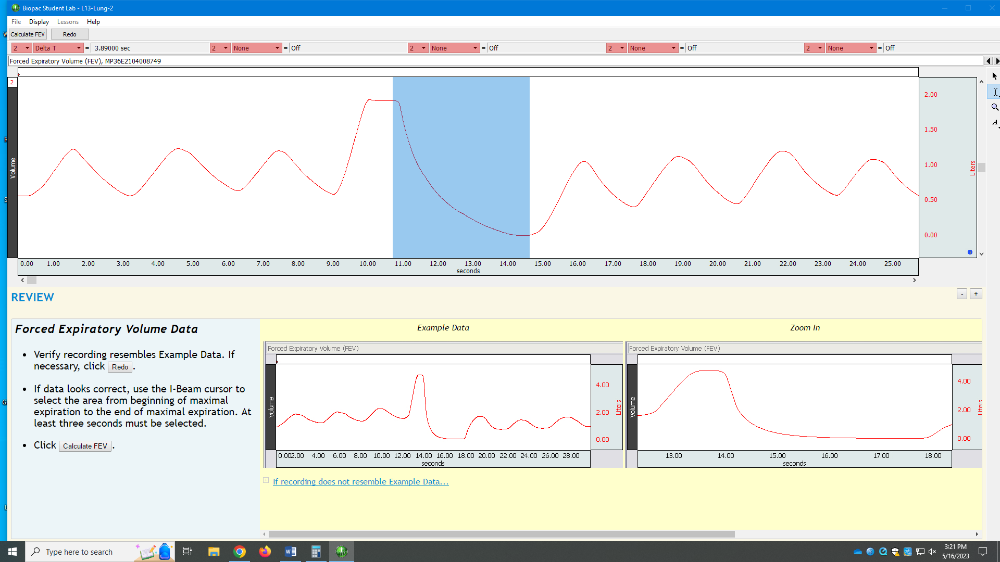 Biopac Student Lab - L13-Lung-2
File Display Lessons Help
Calculate FEV Redo
2 Delta T = 3.89000 sec 2 None = Off 2 None = Off 2 None = Off 2 None = Off
Forced Expiratory Volume (FEV), MP36E2104008749
2
Volume
2.00
1.50
1.00
0.50
0.00
Liters
0.00 1.00 2.00 3.00 4.00 5.00 6.00 7.00 8.00 9.00 10.00 11.00 12.00 13.00 14.00 15.00 16.00 17.00 18.00 19.00 20.00 21.00 22.00 23.00 24.00 25.00
seconds
REVIEW
- +
Forced Expiratory Volume Data
• Verify recording resembles Example Data. If
necessary, click Redo.
• If data looks correct, use the I-Beam cursor to
select the area from beginning of maximal
expiration to the end of maximal expiration. At
least three seconds must be selected.
• Click Calculate FEV.
Example Data
Forced Expiratory Volume (FEV)
Volume
4.00
2.00
0.00
Liters
0.00 2.00 4.00 6.00 8.00 10.00 12.00 14.00 16.00 18.00 20.00 22.00 24.00 26.00 28.00
seconds
Zoom In
Forced Expiratory Volume (FEV)
Volume
4.00
2.00
0.00
Liters
13.00 14.00 15.00 16.00 17.00 18.00
seconds
If recording does not resemble Example Data...
Type here to search
3:21 PM
5/16/2023